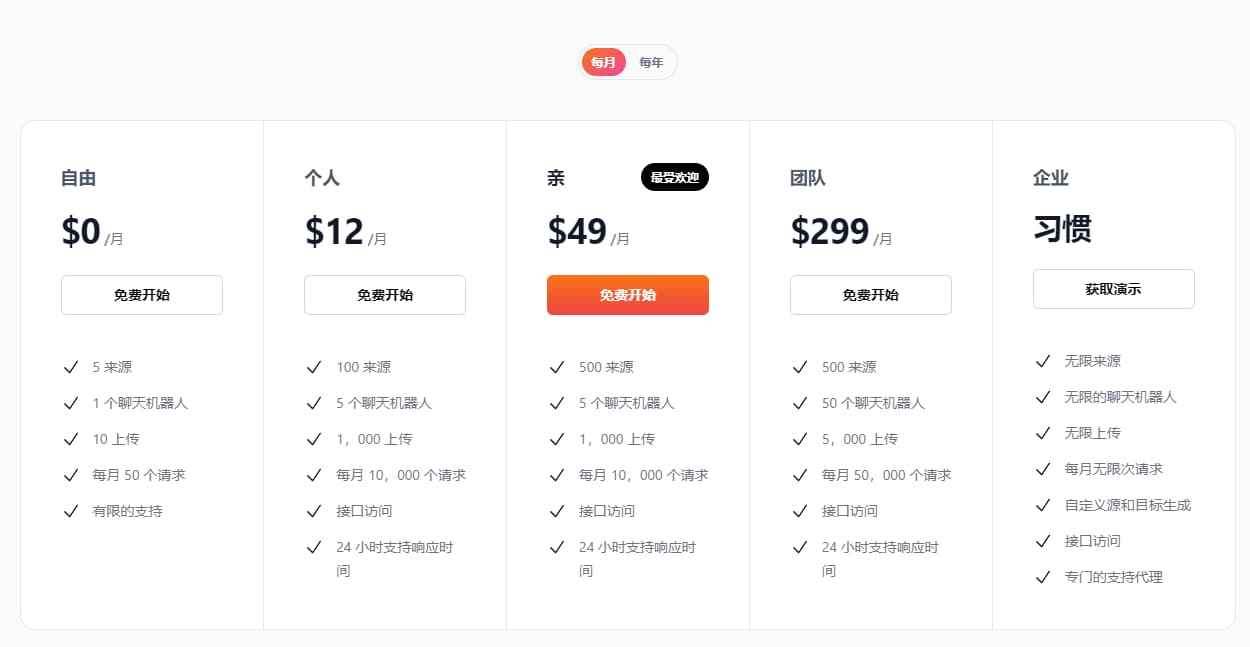 每月 每年
自由
$0 /月
免费开始
5 来源
1 个聊天机器人
10 上传
每月 50 个请求
有限的支持
个人
$12 /月
免费开始
100 来源
5 个聊天机器人
1，000 上传
每月 10，000 个请求
接口访问
24 小时支持响应时
间
亲 最受欢迎
$49 /月
免费开始
500 来源
5 个聊天机器人
1，000 上传
每月 10，000 个请求
接口访问
24 小时支持响应时
间
团队
$299 /月
免费开始
500 来源
50 个聊天机器人
5，000 上传
每月 50，000 个请求
接口访问
24 小时支持响应时
间
企业
习惯
获取演示
无限来源
无限的聊天机器人
无限上传
每月无限次请求
自定义源和目标生成
接口访问
专门的支持代理